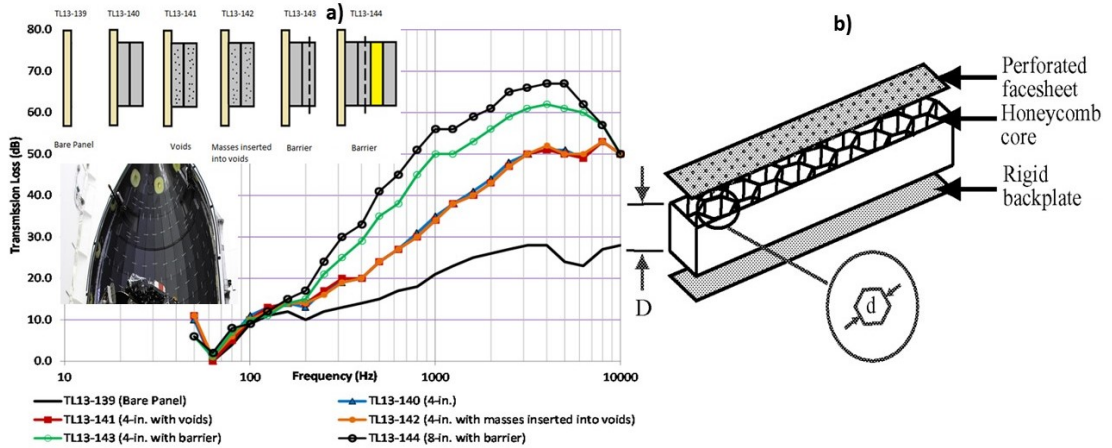 TL13-139 TL13-140 TL13-141 TL13-142 TL13-143 TL13-144
a)
b)
80.0
70.0
60.0
50.0
40.0
30.0
20.0
10.0
0.0
Transmission Loss (dB)
Bare Panel Voids Masses inserted into voids Barrier Barrier
10 100 1000 10000
Frequency (Hz)
TL13-139 (Bare Panel)
TL13-140 (4-in.)
TL13-141 (4-in. with voids)
TL13-142 (4-in. with masses inserted into voids)
TL13-143 (4-in. with barrier)
TL13-144 (8-in. with barrier)
Perforated
facesheet
Honeycomb
core
Rigid
backplate
D
d